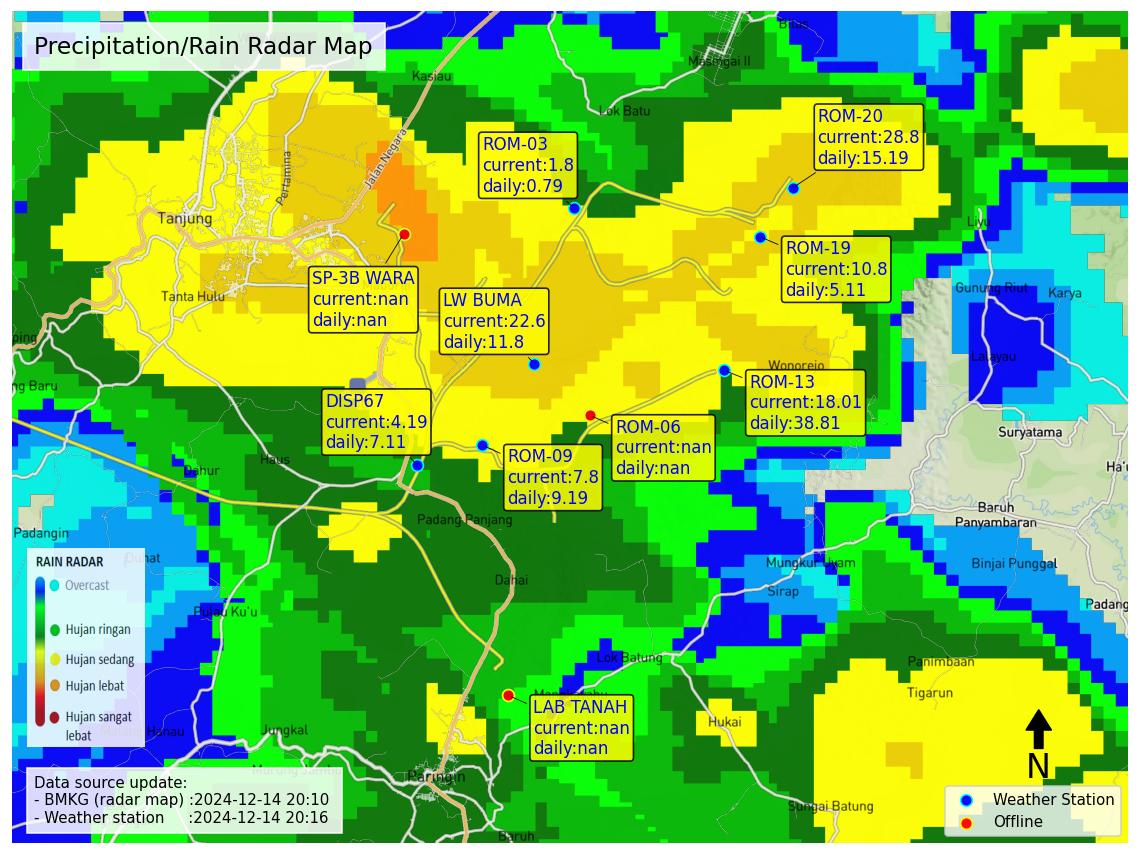 Precipitation/Rain Radar Map
Kasiau
Masingai II
Lok Batu
Jalan Negara
Pertamina
Tanjung
Tanta Hulu
ROM-03
current:1.8
daily:0.79
ROM-20
current:28.8
daily:15.19
Liyu
ROM-19
current:10.8
daily:5.11
SP-3B WARA
current:nan
daily:nan
LW BUMA
current:22.6
daily:11.8
Gunung Riut
Karya
Lalayau
ping
ng Baru
Wonorejo
ROM-13
current:18.01
daily:38.81
DISP67
current:4.19
daily:7.11
ROM-06
current:nan
daily:nan
Suryatama
ROM-09
current:7.8
daily:9.19
Haus
Dahur
Ha'u
Padang Panjang
Baruh
Panyambaran
Padangin
Dahai
Mungkur Uyam
Sirap
Binjai Punggal
Padang
RAIN RADAR
Overcast
Hujan ringan
Hujan sedang
Hujan lebat
Hujan sangat
lebat
Pulau Ku'u
Lok Batung
Panimbaan
Tigarun
LAB TANAH
current:nan
daily:nan
Hukai
Hanau
Jungkal
Paringin
Sungai Batung
Baruh
N
Data source update:
- BMKG (radar map) :2024-12-14 20:10
- Weather station :2024-12-14 20:16
Weather Station
Offline